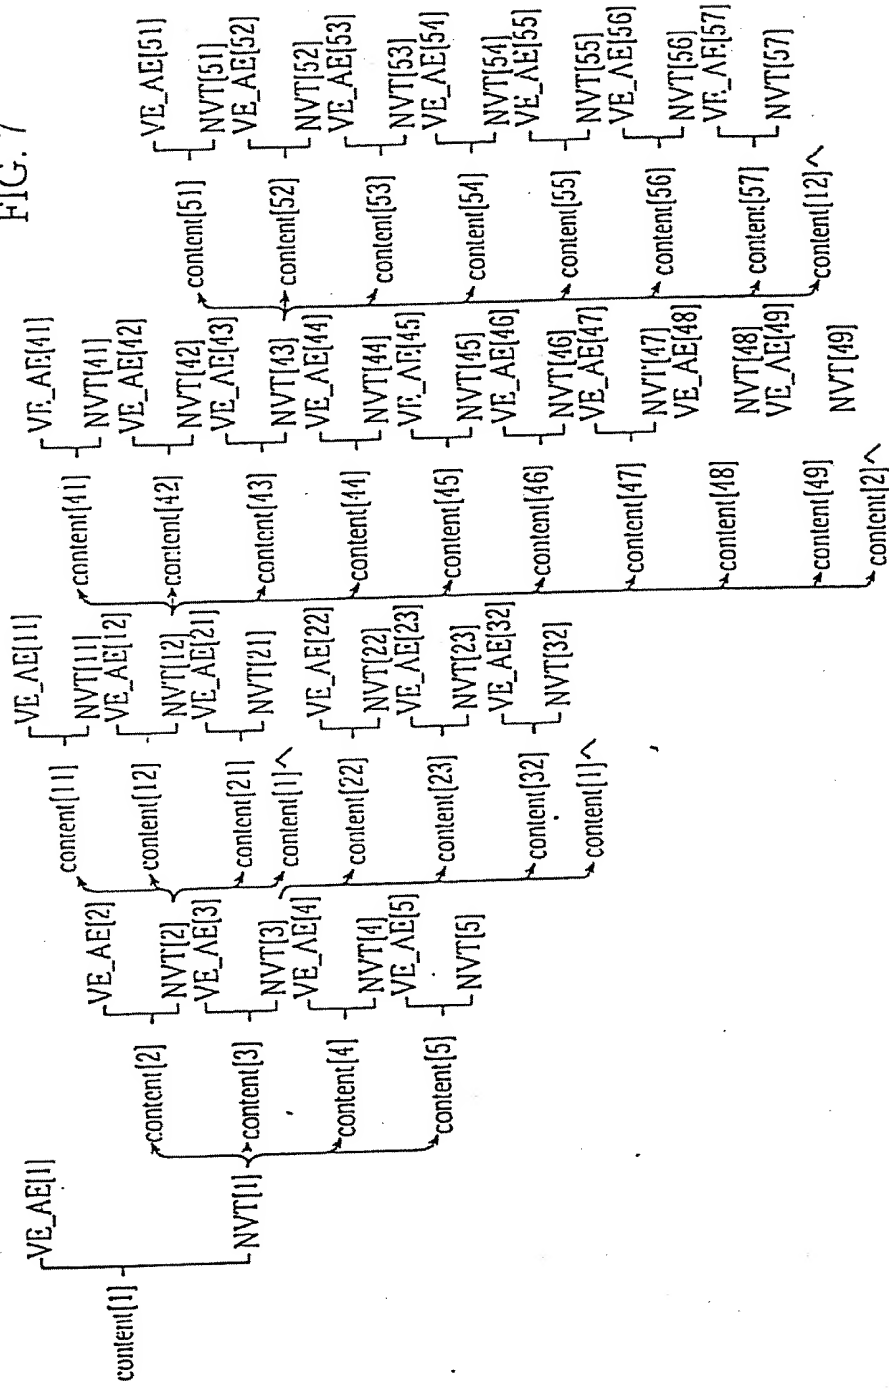 FIG. 7
content[1]
VE_AE[1]
NVT[1]
content[2]
content[3]
content[4]
content[5]
VE_AE[2]
NVT[2]
VE_AE[3]
NVT[3]
VE_AE[4]
NVT[4]
VE_AE[5]
NVT[5]
content[11]
content[12]
content[21]
content[1]^
content[22]
content[23]
content[32]
content[1]^
VE_AE[11]
NVT[11]
VE_AE[12]
NVT[12]
VE_AE[21]
NVT[21]
VE_AE[22]
NVT[22]
VE_AE[23]
NVT[23]
VE_AE[32]
NVT[32]
content[41]
content[42]
content[43]
content[44]
content[45]
content[46]
content[47]
content[48]
content[49]
content[2]^
VE_AE[41]
NVT[41]
VE_AE[42]
NVT[42]
VE_AE[43]
NVT[43]
VE_AE[44]
NVT[44]
VE_AE[45]
NVT[45]
VE_AE[46]
NVT[46]
VE_AE[47]
NVT[47]
VE_AE[48]
NVT[48]
VE_AE[49]
NVT[49]
content[51]
content[52]
content[53]
content[54]
content[55]
content[56]
content[57]
content[12]^
VE_AE[51]
NVT[51]
VE_AE[52]
NVT[52]
VE_AE[53]
NVT[53]
VE_AE[54]
NVT[54]
VE_AE[55]
NVT[55]
VE_AE[56]
NVT[56]
VE_AE[57]
NVT[57]